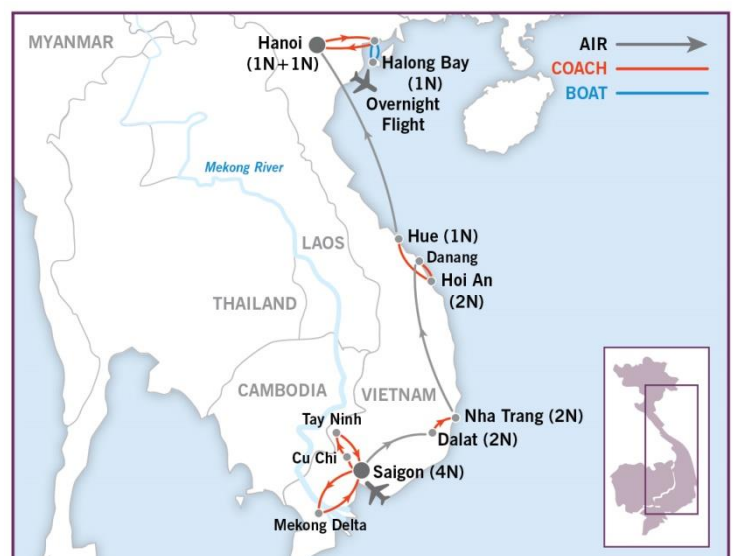 MYANMAR
Hanoi
(1N+1N)
Halong Bay
(1N)
Overnight
Flight
AIR
COACH
BOAT
Mekong River
LAOS
Hue (1N)
Danang
Hoi An
(2N)
THAILAND
CAMBODIA
VIETNAM
Tay Ninh
Nha Trang (2N)
Dalat (2N)
Cu Chi
Saigon (4N)
Mekong Delta